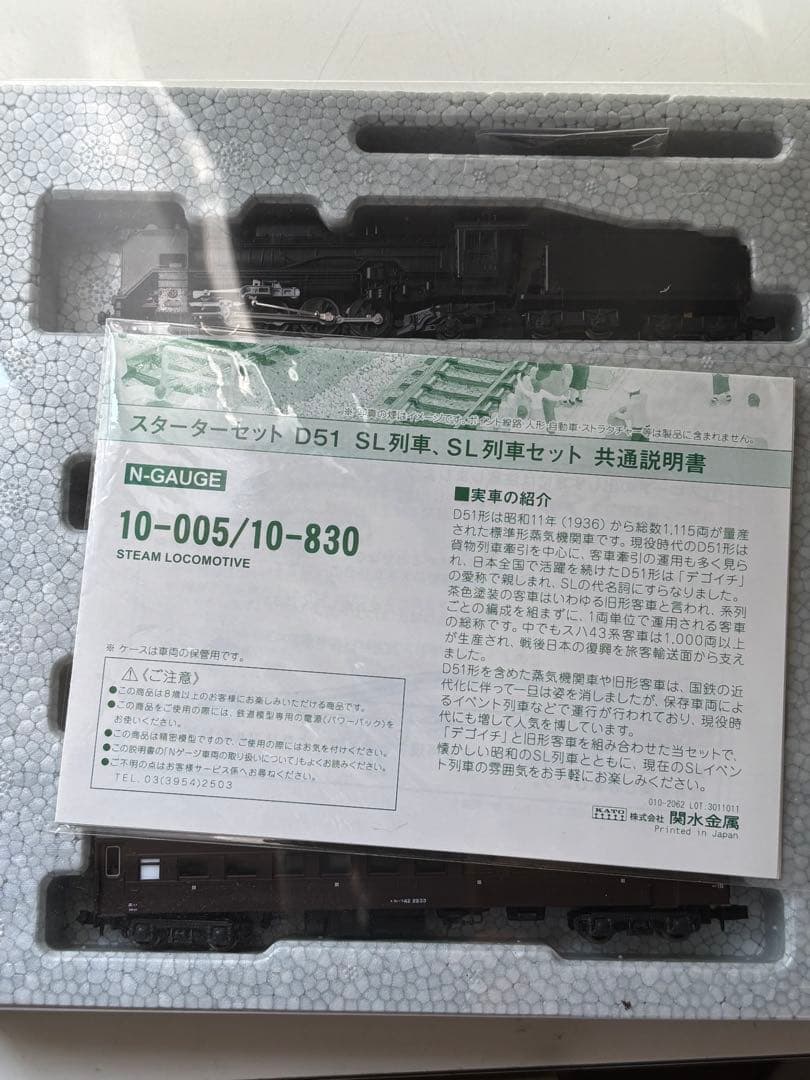 ※空農の煙はイメージです。ポイント線路・人形・自動車・ストラクチャー等は製品に含まれません。
スターターセット D51 SL列車、SL列車セット 共通説明書
N-GAUGE
10-005/10-830
STEAM LOCOMOTIVE
※ ケースは車両の保管用です。
⚠《ご注意》
●この商品は8歳以上のお客様にお楽しみいただける商品です。
●この商品をご使用の際には、鉄道模型専用の電源(パワーパック)を
お使いください。
●この商品は精密模型ですので、ご使用の際にはお気を付けください。
●この説明書の「Nゲージ車両の取り扱いについて」もよくお読みください。
●ご不明の点はお客様サービス係へお尋ねください。
TEL. 03(3954)2503
■実車の紹介
D51形は昭和11年(1936)から総数1,115両が量産
された標準形蒸気機関車です。現役時代のD51形は
貨物列車牽引を中心に、客車牽引の運用も多く見ら
れ、日本全国で活躍を続けたD51形は「デゴイチ」
の愛称で親しまれ、SLの代名詞にすらなりました。
茶色塗装の客車はいわゆる旧形客車と言われ、系列
ごとの編成を組まずに、1両単位で運用される客車
の総称です。中でもスハ43系客車は1,000両以上
が生産され、戦後日本の復興を旅客輸送面から支え
ました。
D51形を含めた蒸気機関車や旧形客車は、国鉄の近
代化に伴って一旦は姿を消しましたが、保存車両によ
るイベント列車などで運行が行われており、現役時
代にも増して人気を博しています。
「デゴイチ」と旧形客車を組み合わせた当セットで、
懐かしい昭和のSL列車とともに、現在のSLイベン
ト列車の雰囲気をお手軽にお楽しみください。
010-2062 LOT.3011011
KATO 株式会社 関水金属
Printed in Japan